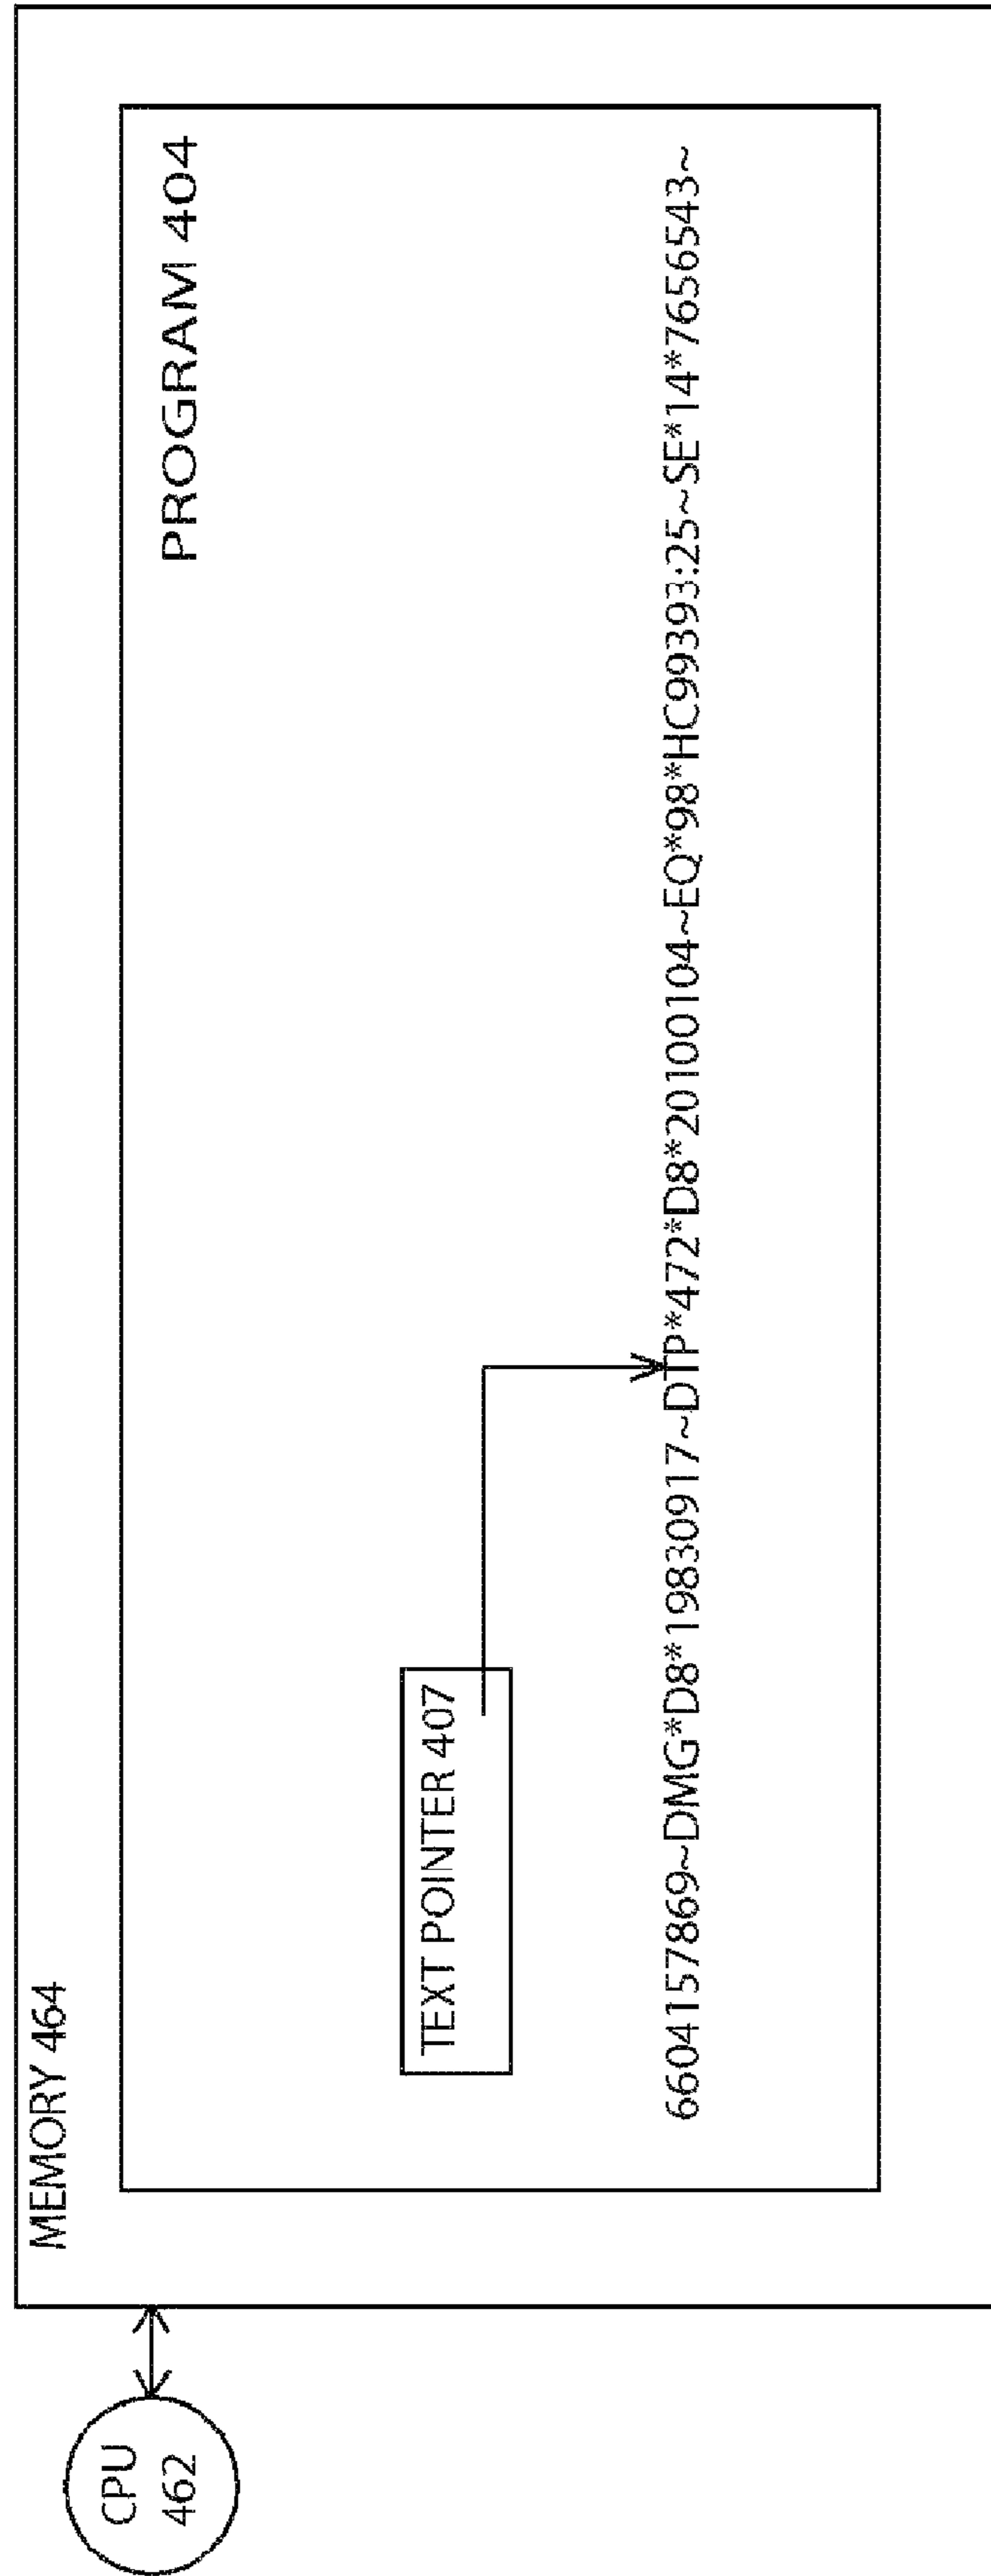 MEMORY 464
PROGRAM 404
CPU
462
TEXT POINTER 407
6604157869~DMG*D8*19830917~DTP*472*D8*20100104~EQ*98*HC99393:25~SE*14*7656543~